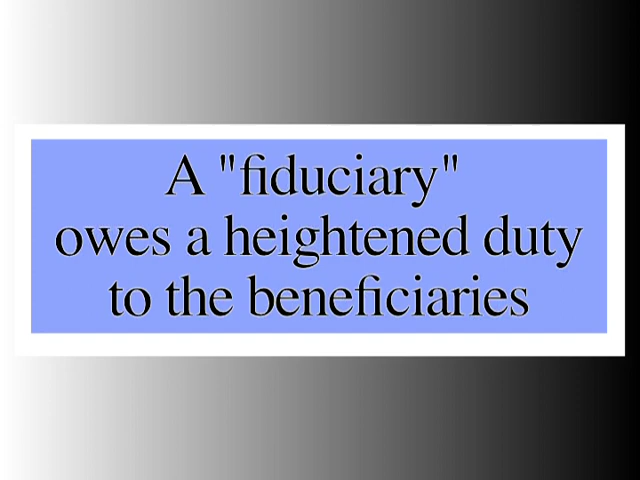 A "fiduciary"
owes a heightened duty
to the beneficiaries